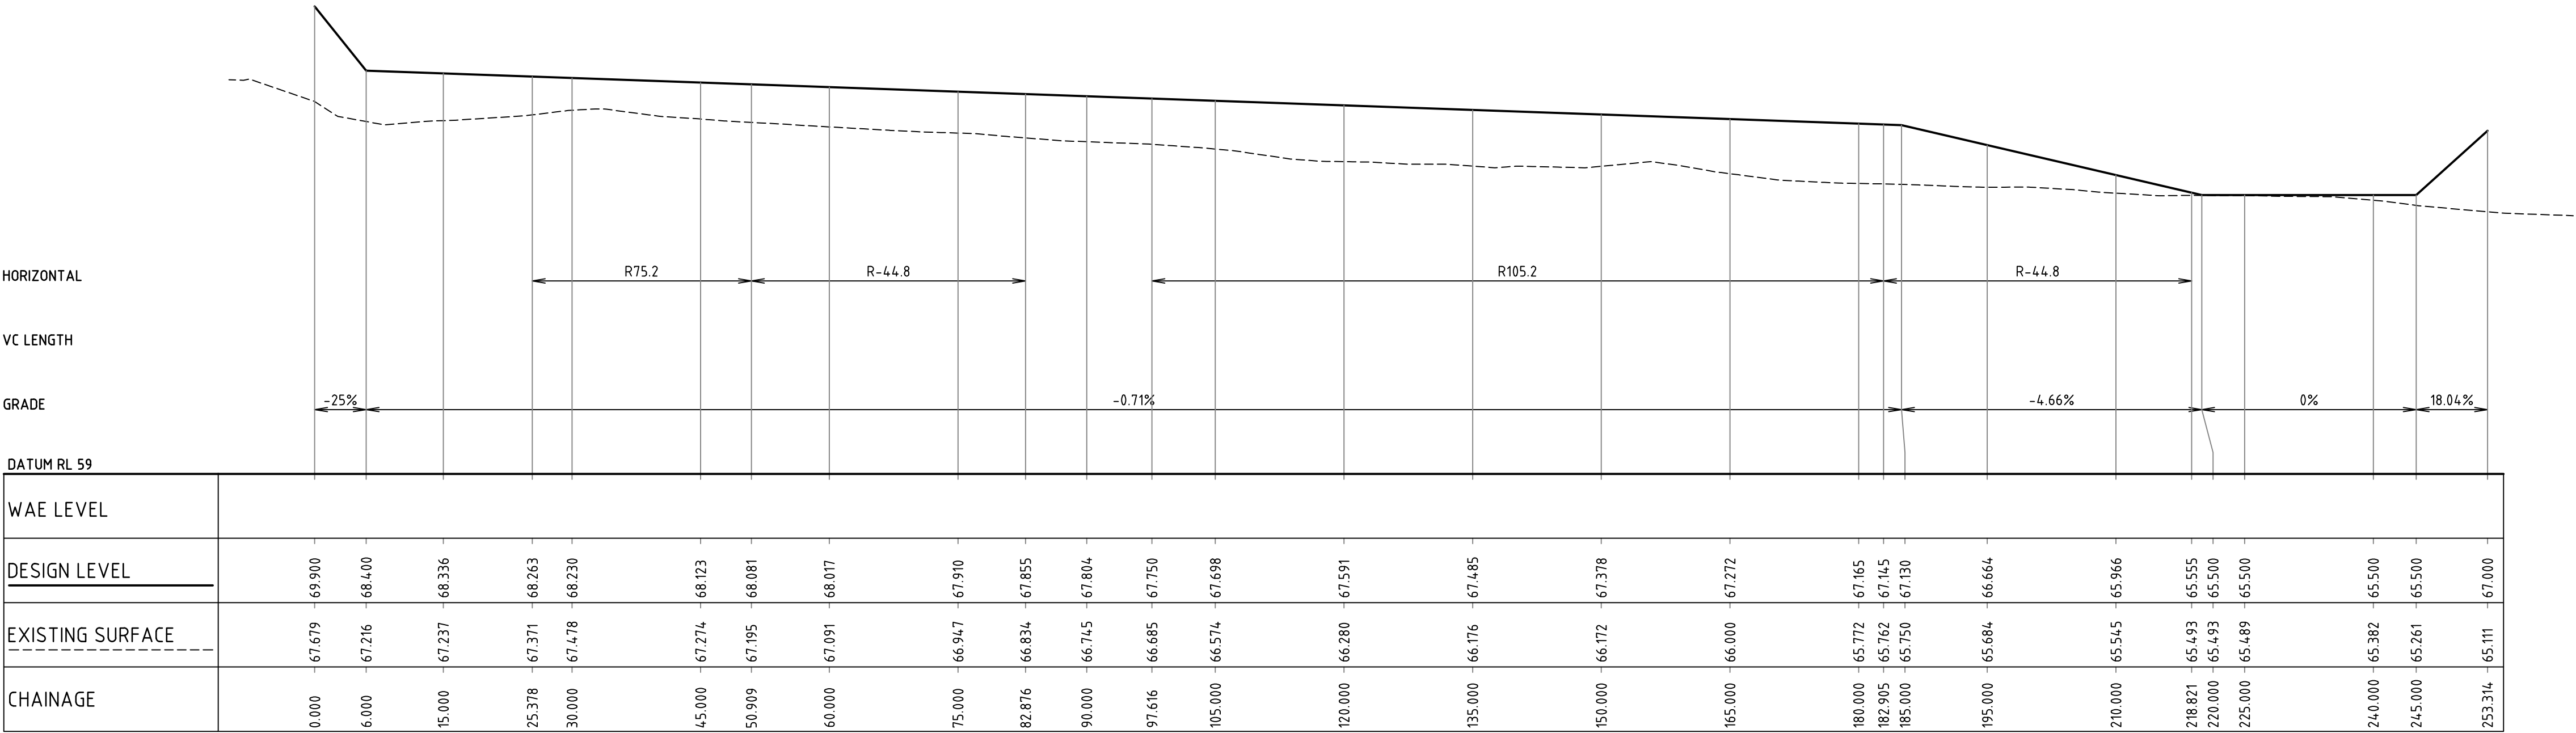 HORIZONTAL
R75.2 R-44.8 R105.2 R-44.8
VC LENGTH
GRADE
-25% -0.71% -4.66% 0% 18.04%
DATUM RL 59
WAE LEVEL
DESIGN LEVEL 69.900 68.400 68.336 68.263 68.230 68.123 68.081 68.017 67.910 67.855 67.804 67.750 67.698 67.591 67.485 67.378 67.272 67.165 67.145 67.130 66.664 65.966 65.555 65.500 65.500 65.500 65.500 67.000
EXISTING SURFACE 67.679 67.216 67.237 67.371 67.478 67.274 67.195 67.091 66.947 66.834 66.745 66.685 66.574 66.280 66.176 66.172 66.000 65.772 65.762 65.750 65.684 65.545 65.493 65.493 65.489 65.382 65.261 65.111
CHAINAGE 0.000 6.000 15.000 25.378 30.000 45.000 50.909 60.000 75.000 82.876 90.000 97.616 105.000 120.000 135.000 150.000 165.000 180.000 182.905 185.000 195.000 210.000 218.821 220.000 225.000 240.000 245.000 253.314